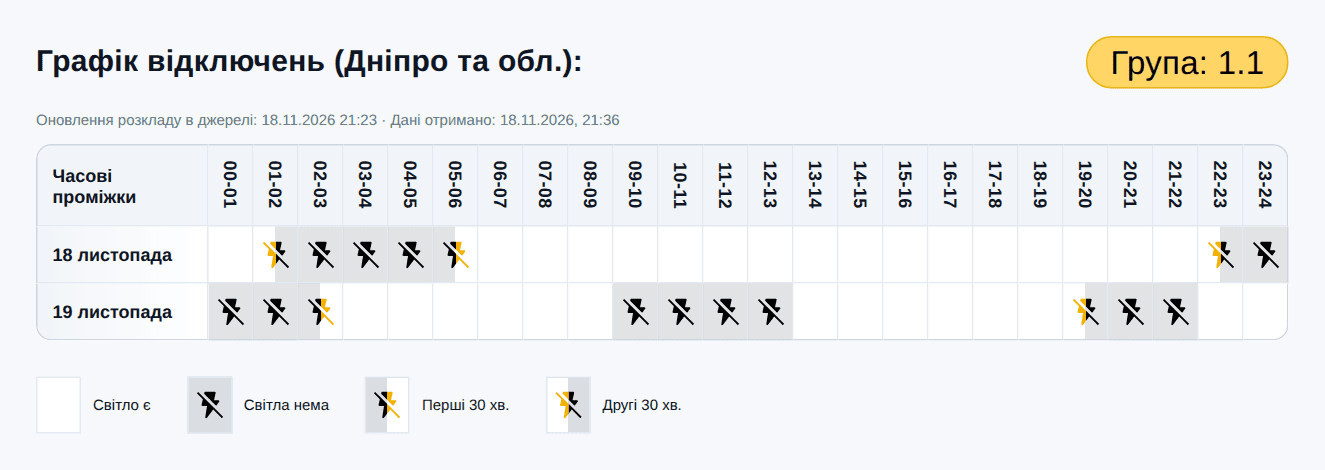 Графік відключень (Дніпро та обл.):
Група: 1.1
Оновлення розкладу в джерелі: 18.11.2026 21:23 · Дані отримано: 18.11.2026, 21:36
Часові
проміжки
00-01
01-02
02-03
03-04
04-05
05-06
06-07
07-08
08-09
09-10
10-11
11-12
12-13
13-14
14-15
15-16
16-17
17-18
18-19
19-20
20-21
21-22
22-23
23-24
18 листопада
19 листопада
Світло є
Світла нема
Перші 30 хв.
Другі 30 хв.